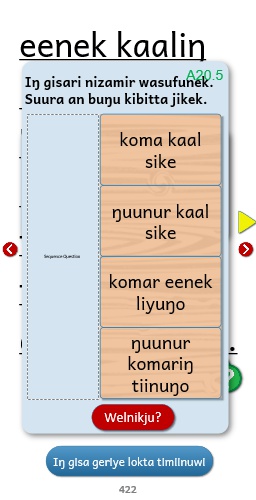 eenek kaaliŋ
A20.5
Iŋ gisari nizamir wasufunek.
Suura an buŋu kibitta jikek.
koma kaal
sike
Sequence Question
ŋuunur kaal
sike
komar eenek
liyuŋo
ŋuunur
komariŋ
tiinuŋo
Welnikju?
Iŋ gisa geriye lokta timiinuwi
422